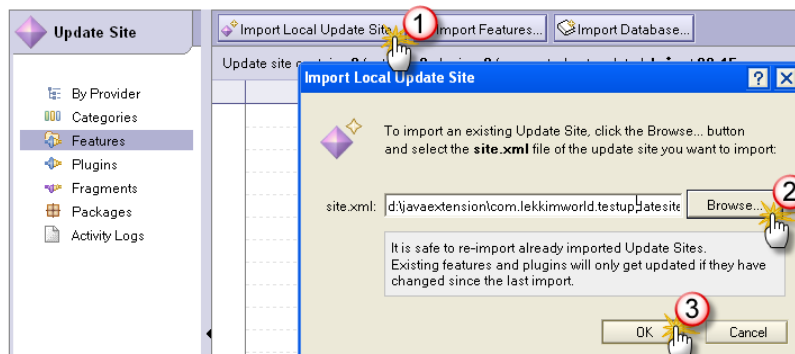 Update Site
Import Local Update Site
1
Import Features...
Import Database...
Update site
Import Local Update Site
By Provider
Categories
Features
Plugins
Fragments
Packages
Activity Logs
To import an existing Update Site, click the Browse... button
and select the site.xml file of the update site you want to import:
site.xml:
d:\javaextension\com.lekkimworld.testupdatesite
Browse...
2
It is safe to re-import already imported Update Sites.
Existing features and plugins will only get updated if they have
changed since the last import.
3
OK
Cancel